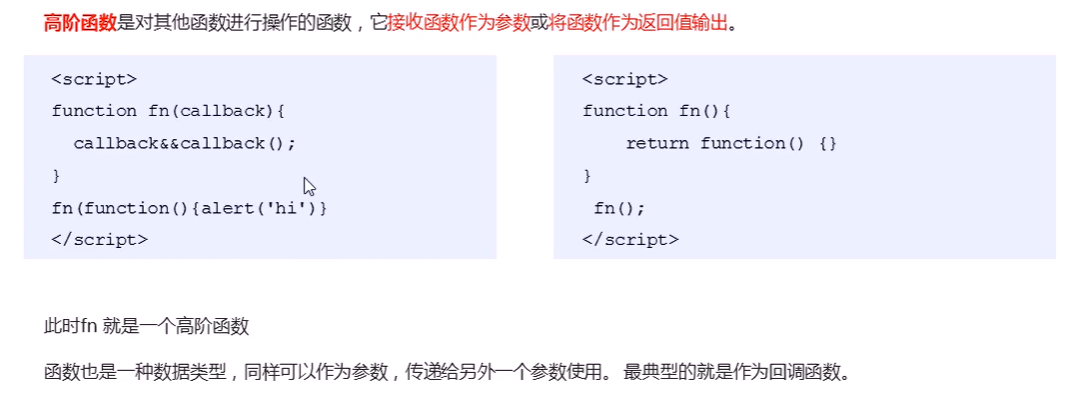 高阶函数是对其他函数进行操作的函数，它接收函数作为参数或将函数作为返回值输出。
<script>
function fn(callback){
  callback&&callback();
}
fn(function(){alert('hi')}
</script>
<script>
function fn(){
    return function() {}
}
 fn();
</script>
此时fn 就是一个高阶函数
函数也是一种数据类型，同样可以作为参数，传递给另外一个参数使用。 最典型的就是作为回调函数。